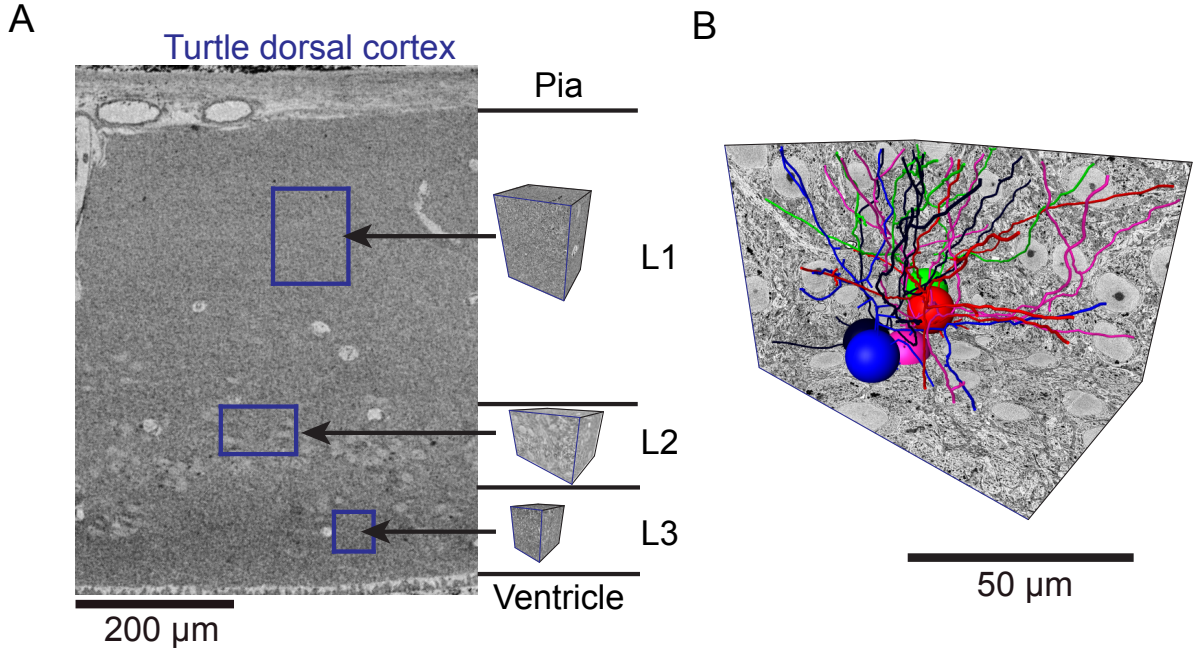 A
Turtle dorsal cortex
Pia
L1
L2
L3
Ventricle
200 µm
B
50 µm